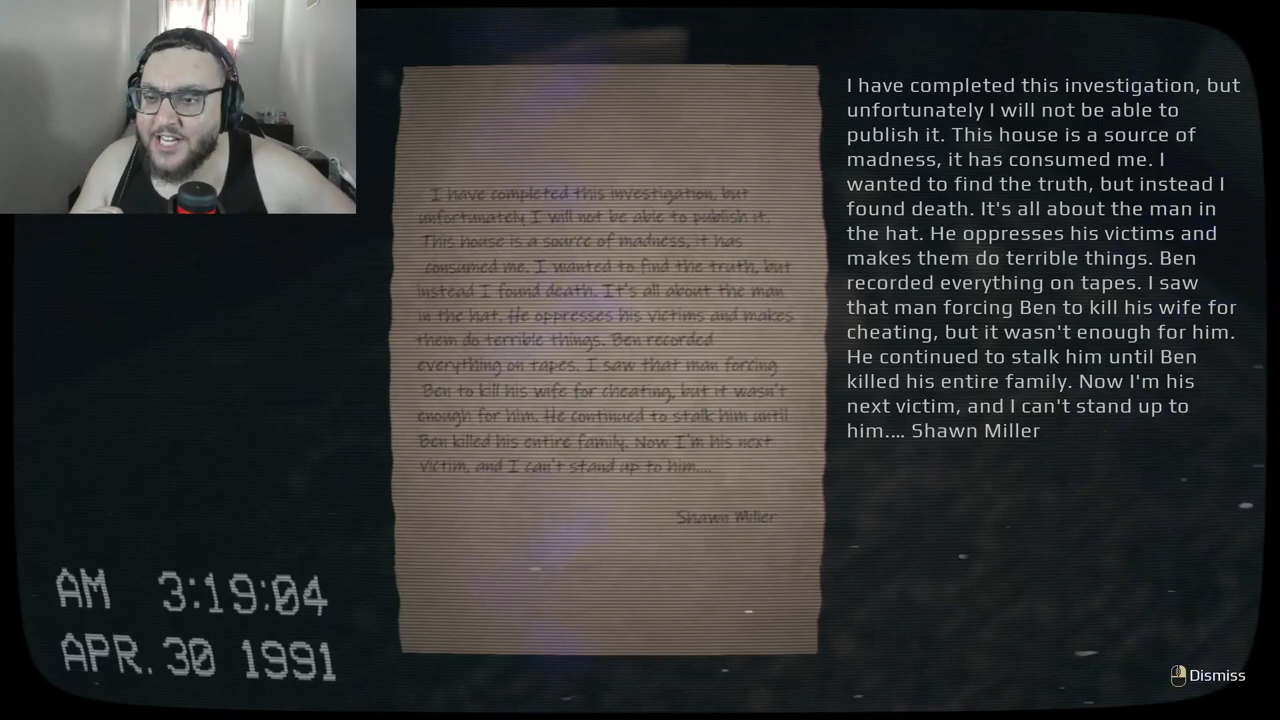 I have completed this investigation, but
unfortunately I will not be able to publish it.
This house is a source of madness, it has
consumed me. I wanted to find the truth, but
instead I found death. It's all about the man
in the hat. He oppresses his victims and makes
them do terrible things. Ben recorded
everything on tapes. I saw that man forcing
Ben to kill his wife for cheating, but it wasn't
enough for him. He continued to stalk him until
Ben killed his entire family. Now I'm his next
victim, and I can't stand up to him....
Shawn Miller
I have completed this investigation, but
unfortunately I will not be able to
publish it. This house is a source of
madness, it has consumed me. I
wanted to find the truth, but instead I
found death. It's all about the man in
the hat. He oppresses his victims and
makes them do terrible things. Ben
recorded everything on tapes. I saw
that man forcing Ben to kill his wife for
cheating, but it wasn't enough for him.
He continued to stalk him until Ben
killed his entire family. Now I'm his
next victim, and I can't stand up to
him.... Shawn Miller
AM 3:19:04
APR. 30 1991
Dismiss